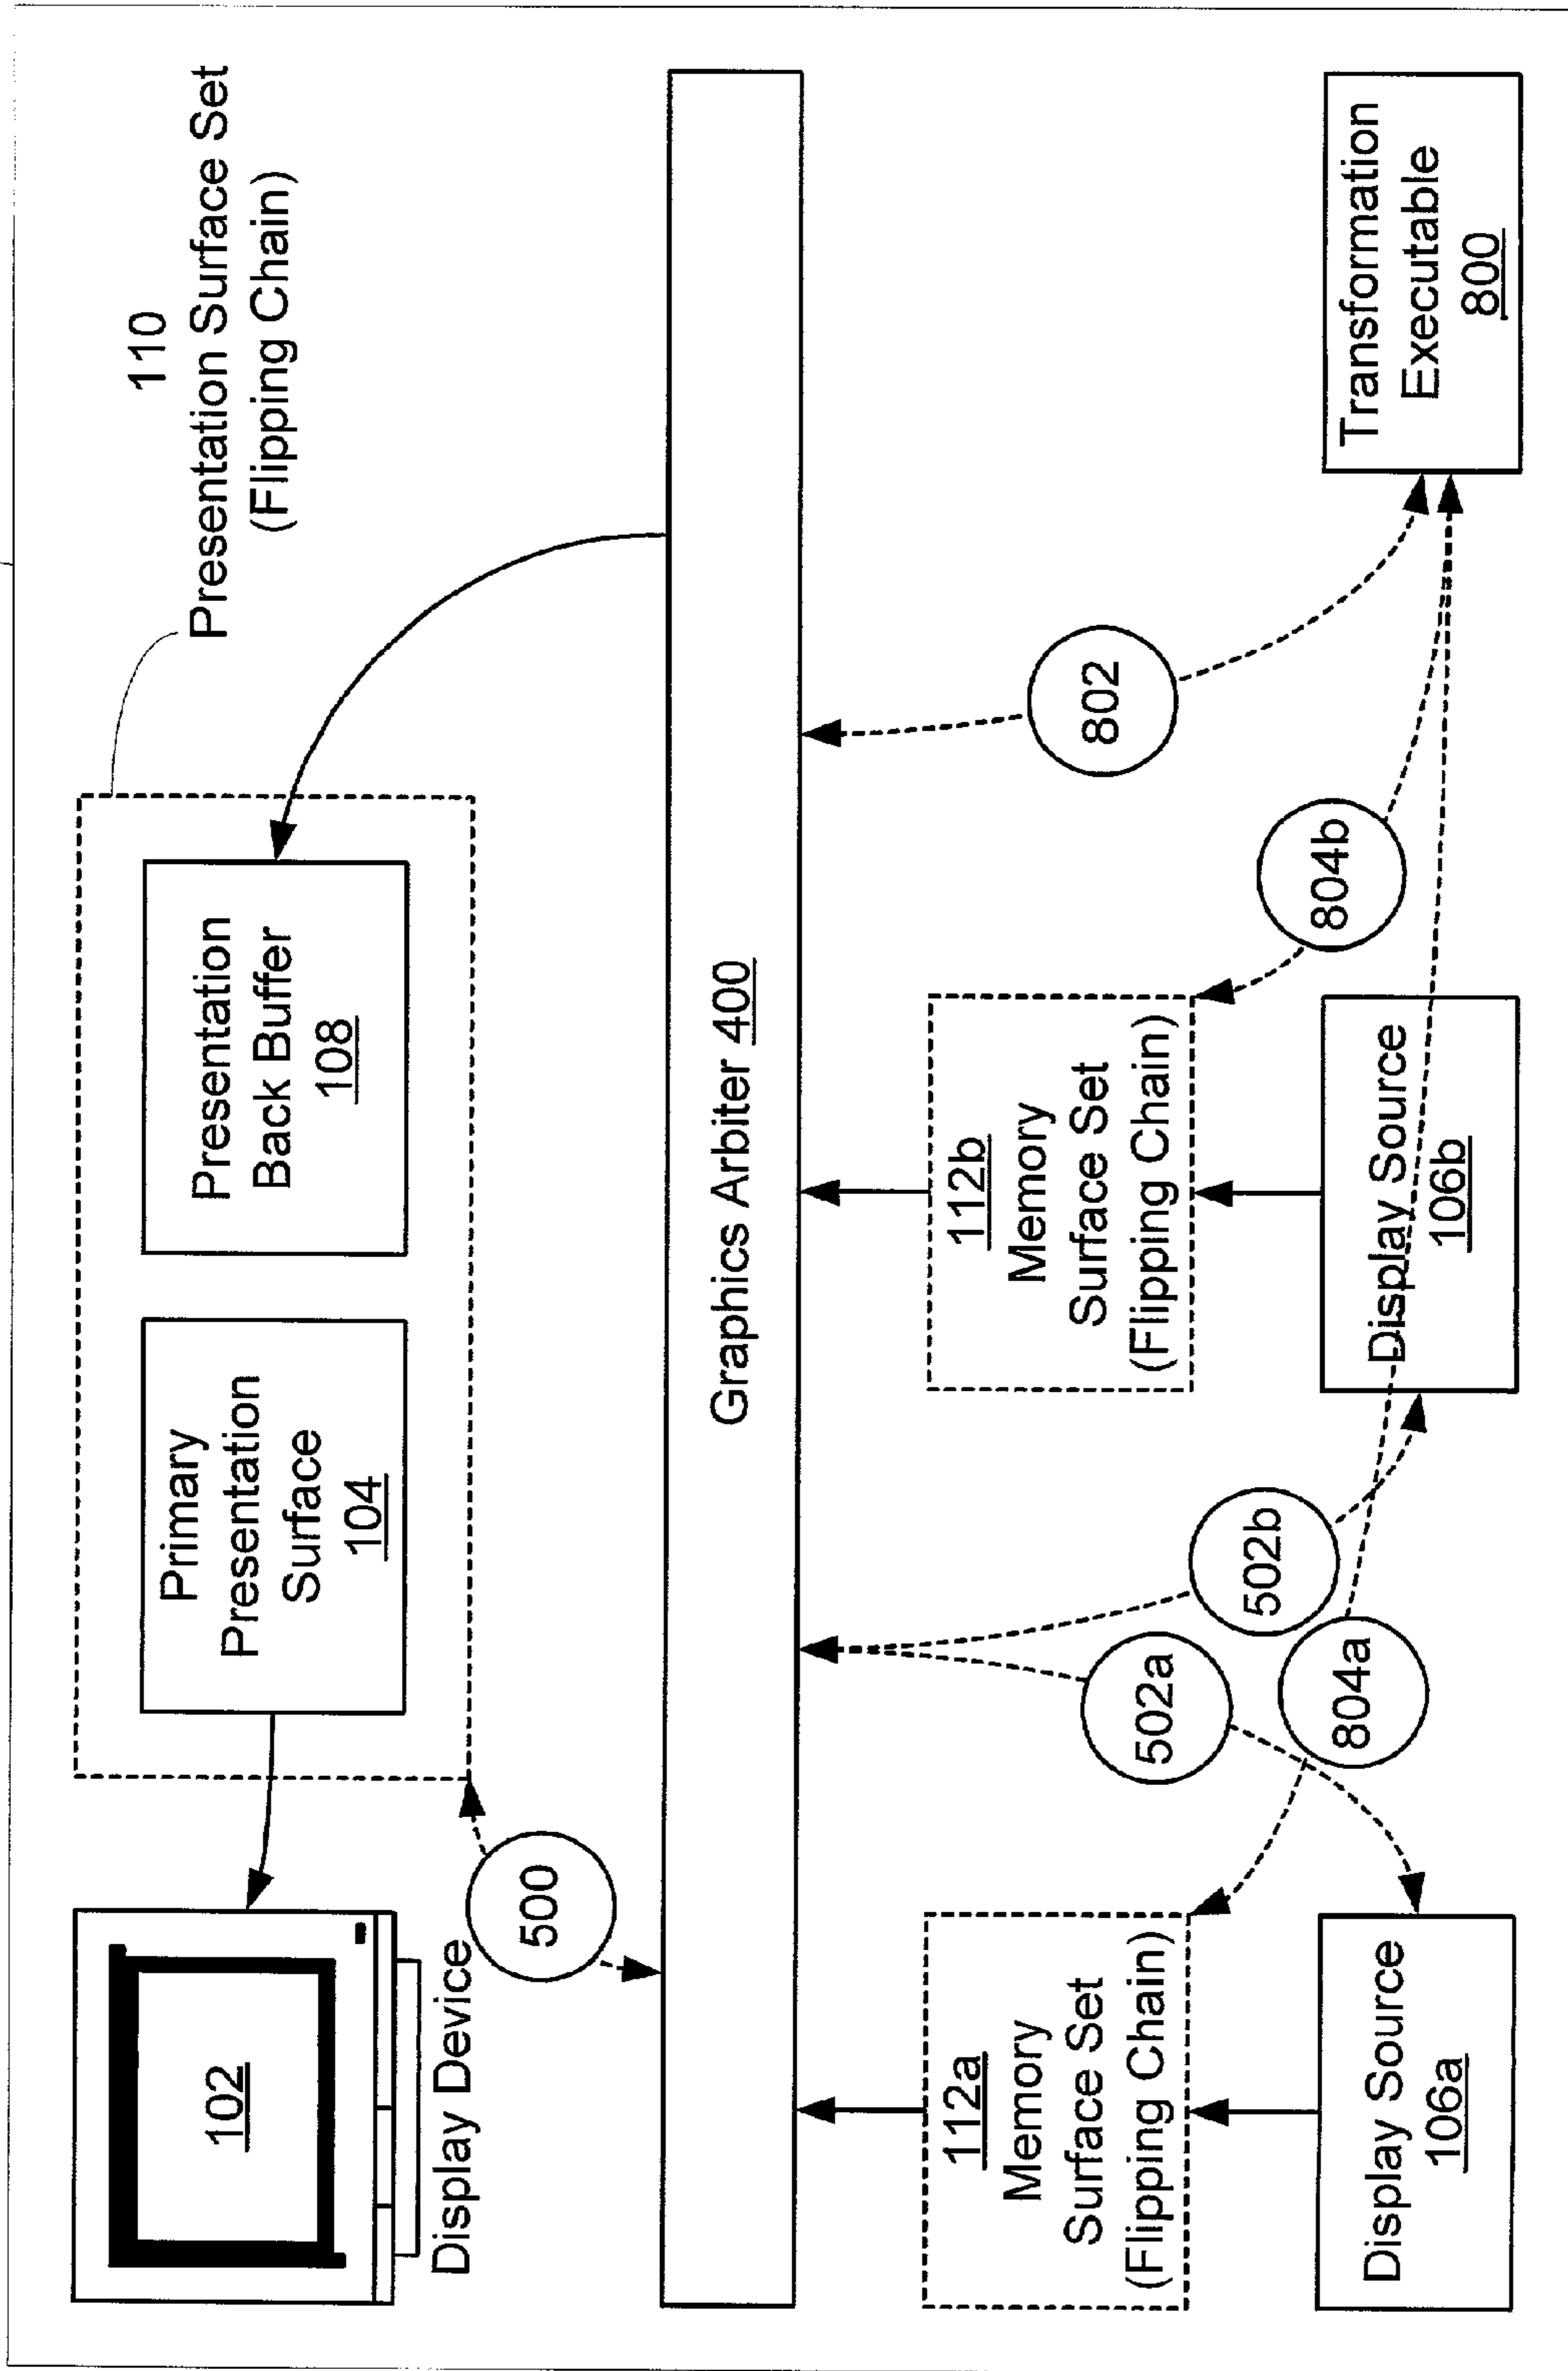 110
Presentation Surface Set
(Flipping Chain)
102
Display Device
Primary
Presentation
Surface
104
Presentation
Back Buffer
108
500
Graphics Arbiter 400
112a
Memory
Surface Set
(Flipping Chain)
502a
502b
112b
Memory
Surface Set
(Flipping Chain)
802
804a
804b
Display Source
106a
Display Source
106b
Transformation
Executable
800